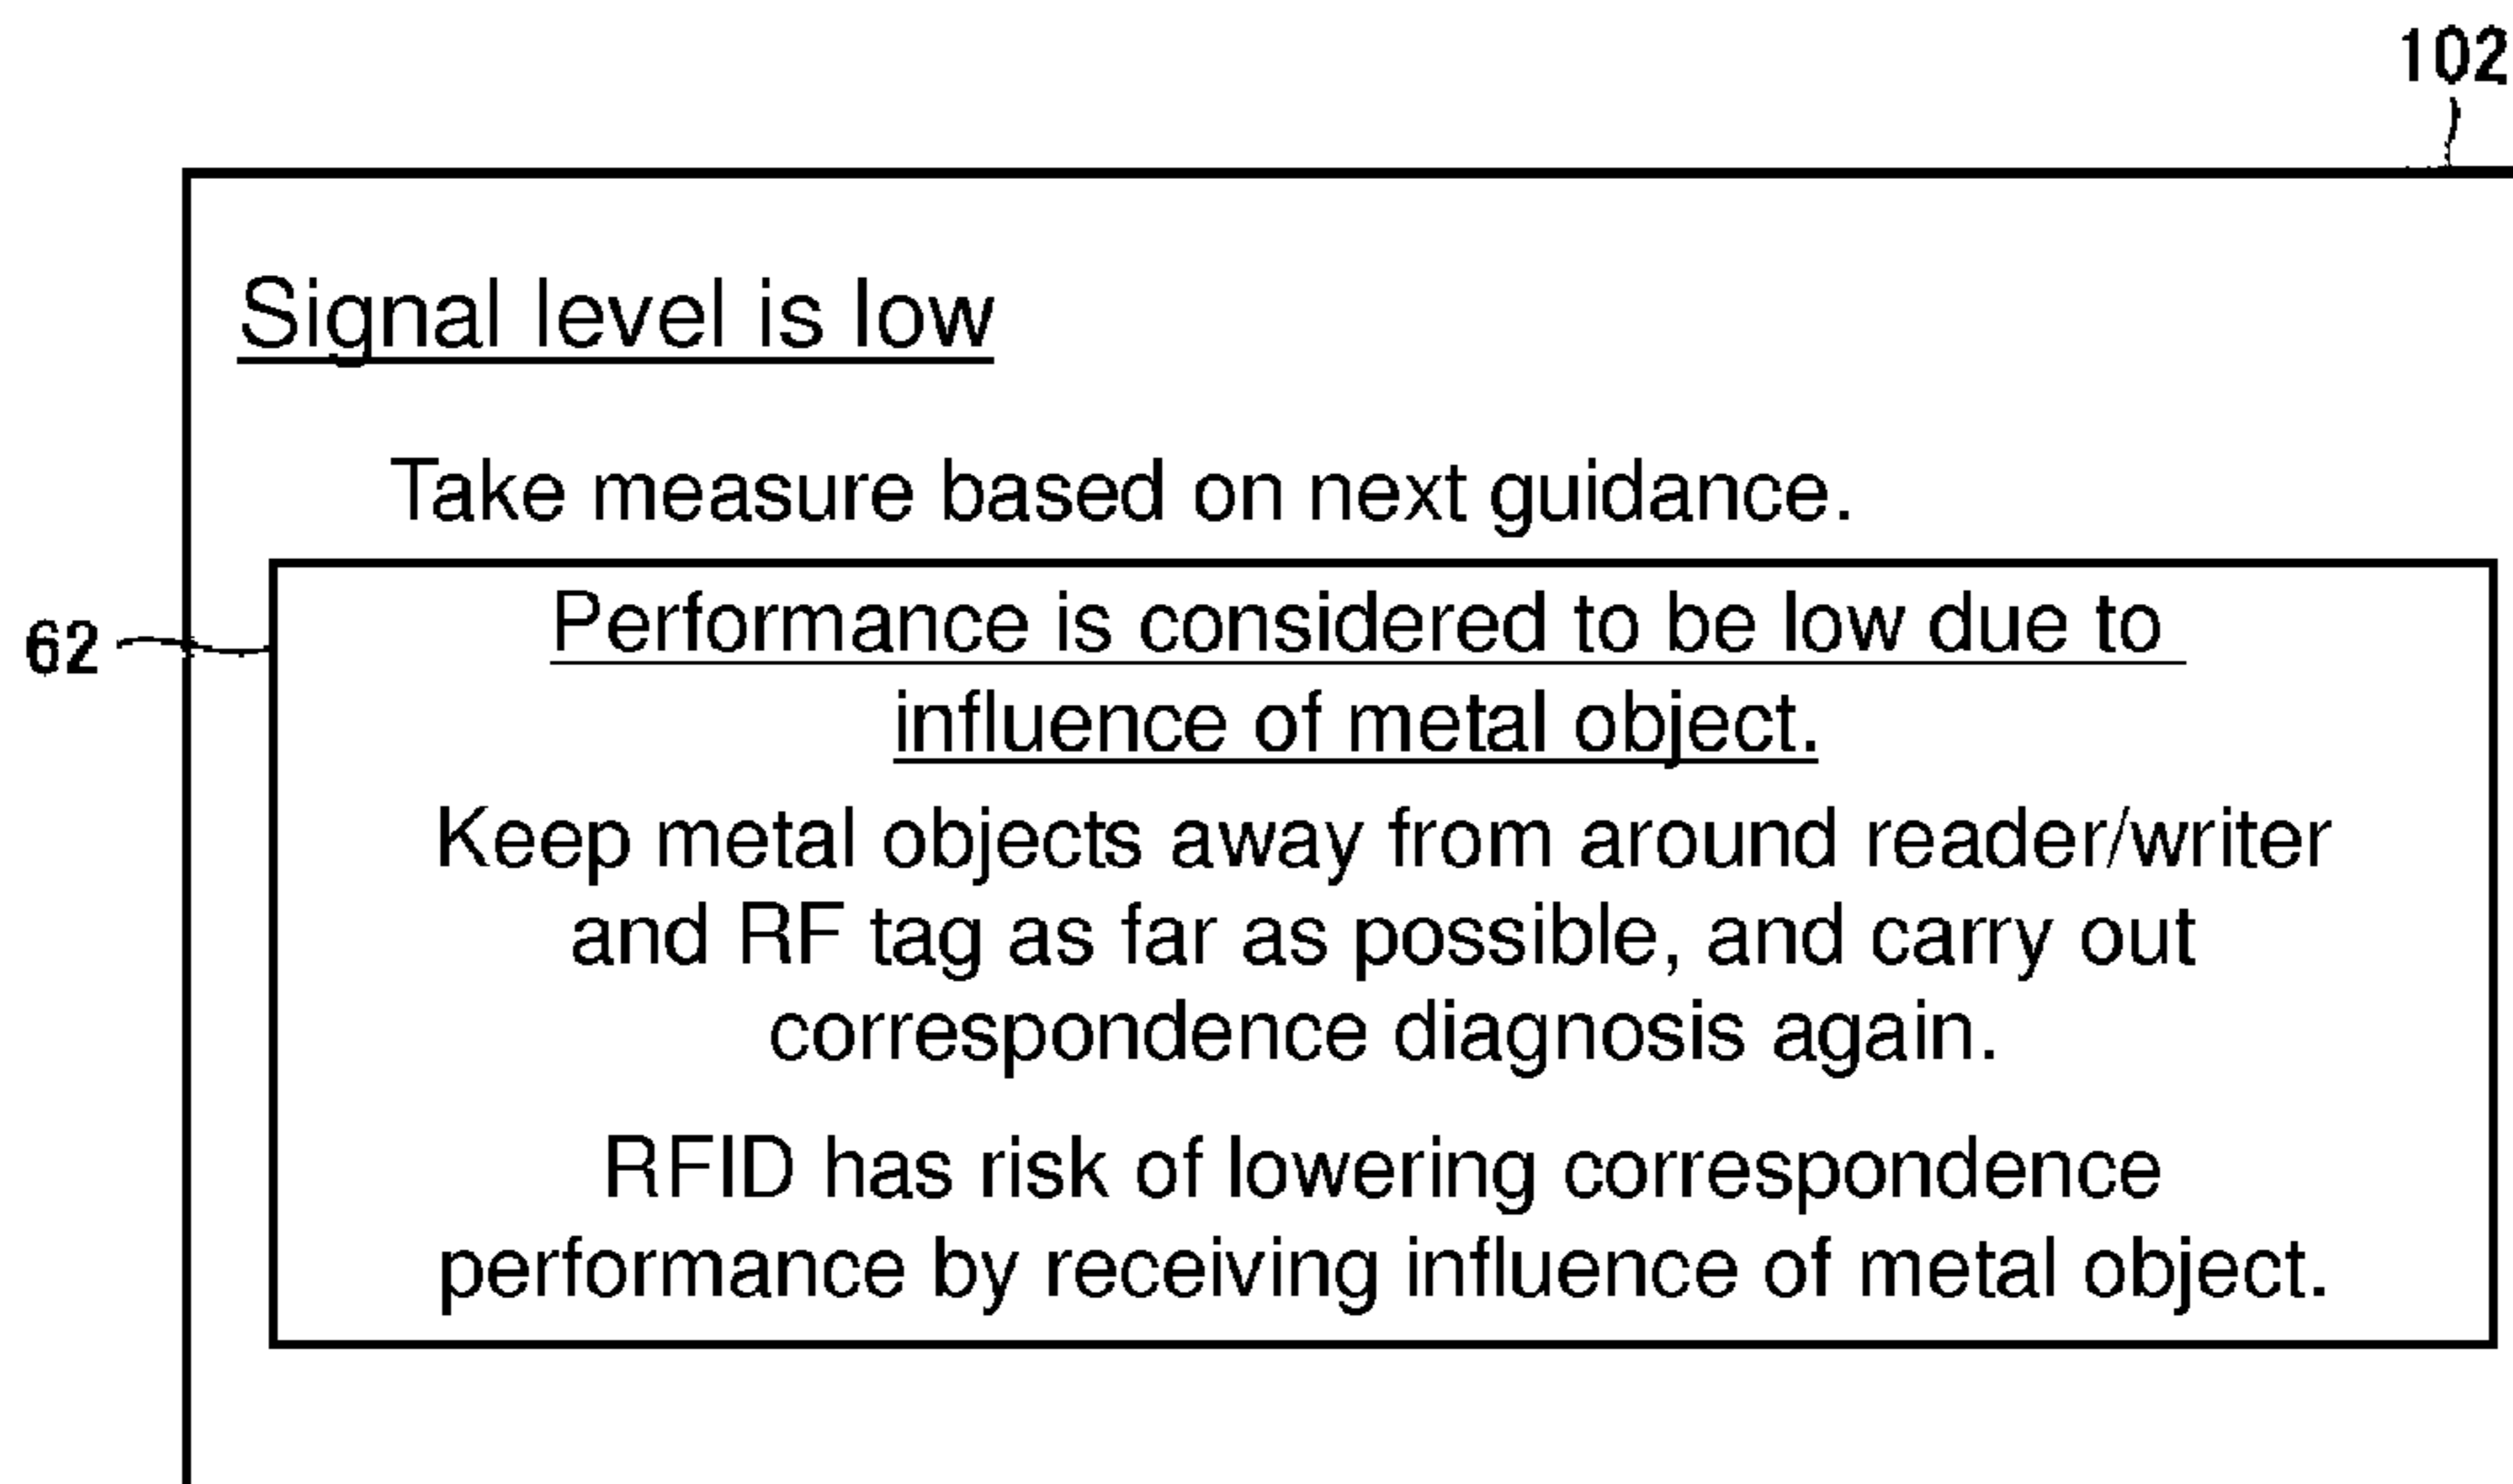 102
Signal level is low
Take measure based on next guidance.
62
Performance is considered to be low due to
influence of metal object.
Keep metal objects away from around reader/writer
and RF tag as far as possible, and carry out
correspondence diagnosis again.
RFID has risk of lowering correspondence
performance by receiving influence of metal object.